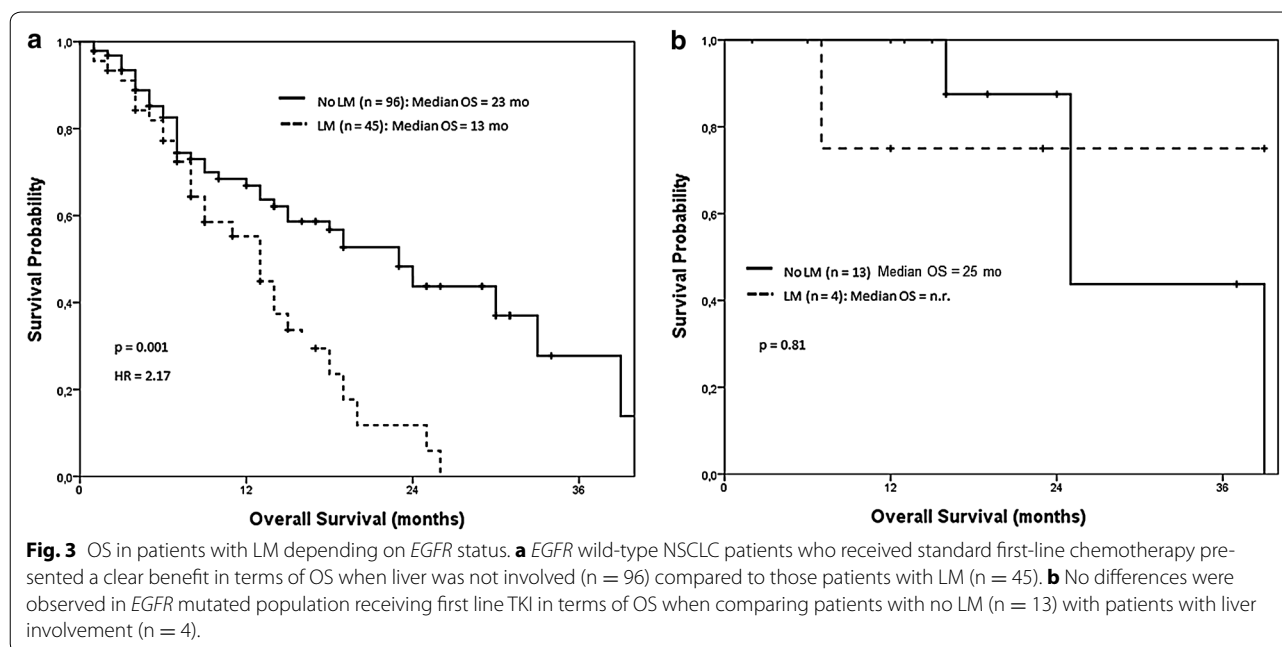 a
1,0
0,8
0,6
0,4
0,2
0,0
Survival Probability
No LM (n = 96): Median OS = 23 mo
LM (n = 45): Median OS = 13 mo
p = 0.001
HR = 2.17
0 12 24 36
Overall Survival (months)
b
1,0
0,8
0,6
0,4
0,2
0,0
Survival Probability
No LM (n = 13) Median OS = 25 mo
LM (n = 4): Median OS = n.r.
p = 0.81
0 12 24 36
Overall Survival (months)
Fig. 3 OS in patients with LM depending on EGFR status. a EGFR wild-type NSCLC patients who received standard first-line chemotherapy pre-
sented a clear benefit in terms of OS when liver was not involved (n = 96) compared to those patients with LM (n = 45). b No differences were
observed in EGFR mutated population receiving first line TKI in terms of OS when comparing patients with no LM (n = 13) with patients with liver
involvement (n = 4).